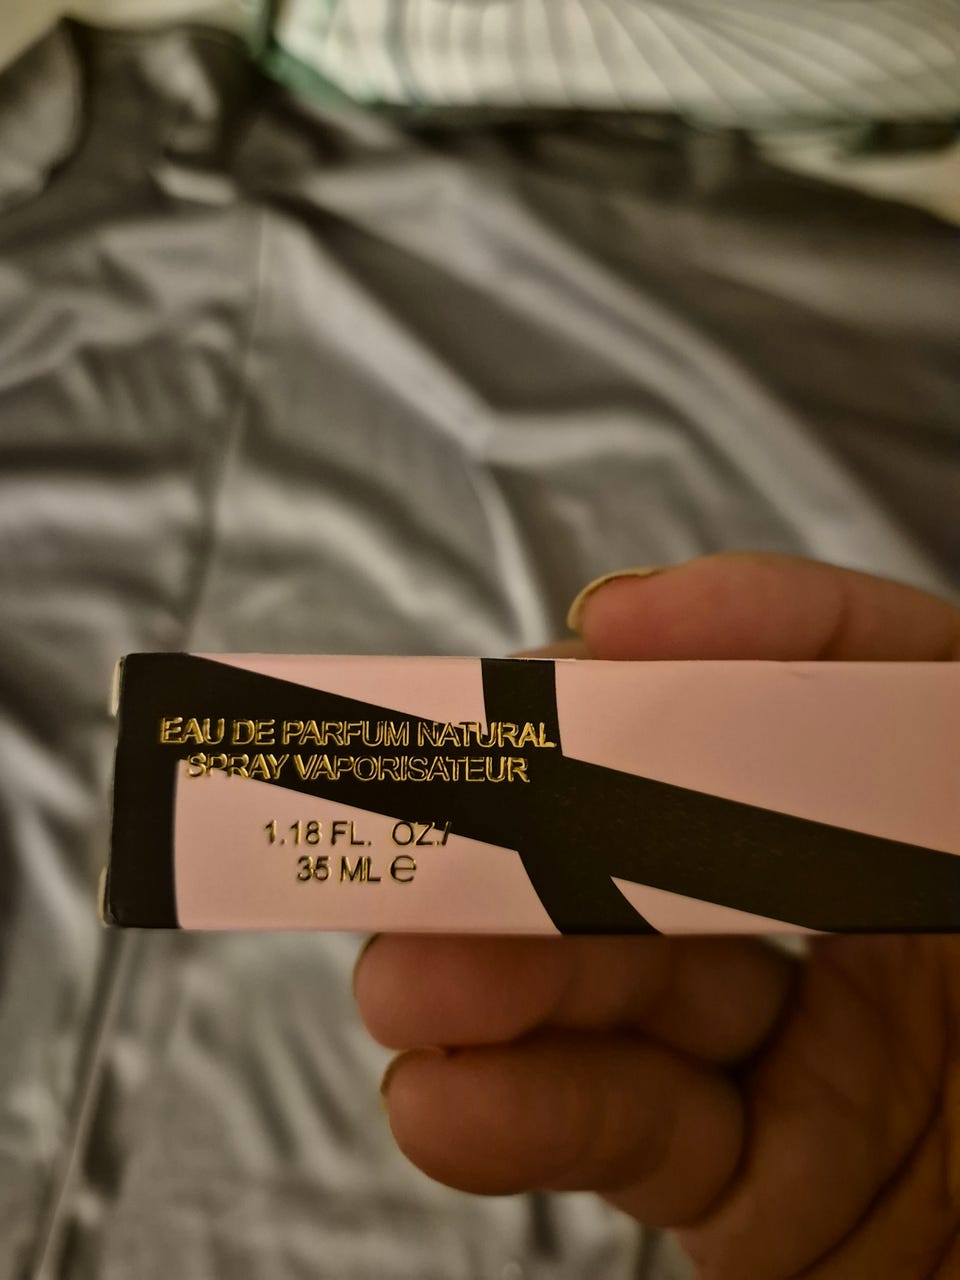 EAU DE PARFUM NATURAL
SPRAY VAPORISATEUR
1.18 FL. OZ./
35 ML ℮